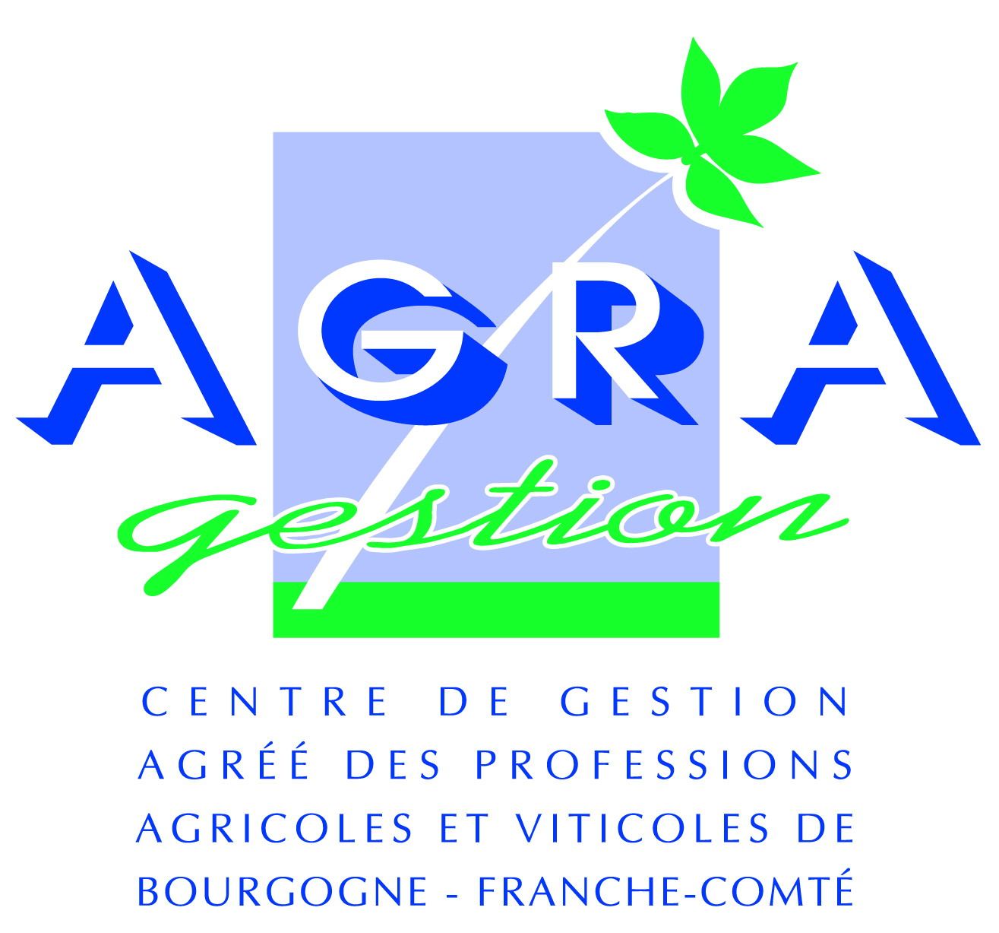 AGRA
gestion
CENTRE DE GESTION
AGRÉÉ DES PROFESSIONS
AGRICOLES ET VITICOLES DE
BOURGOGNE - FRANCHE-COMTÉ